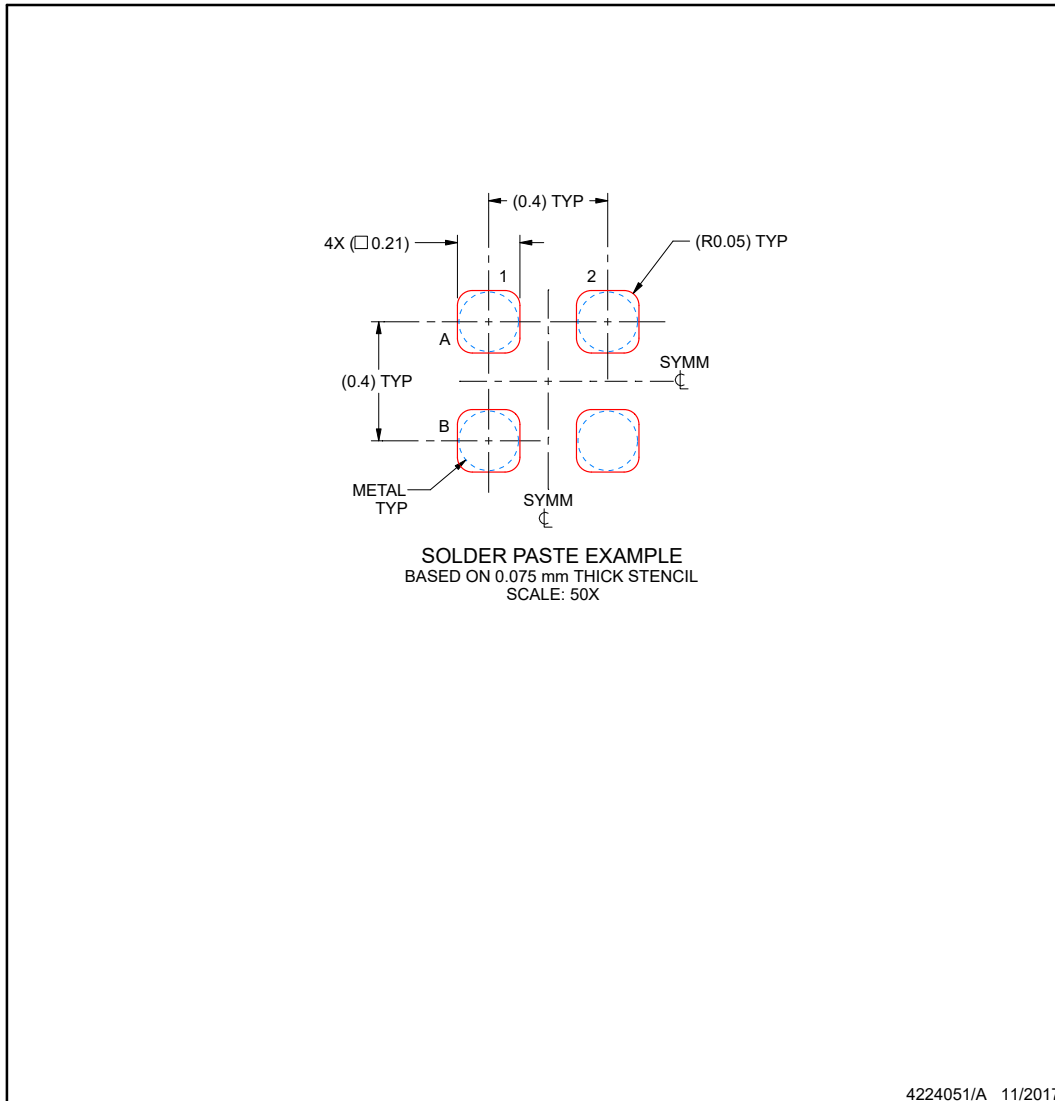 (0.4) TYP
4X (□ 0.21)
(R0.05) TYP
1
2
A
SYMM
℄
(0.4) TYP
B
METAL
TYP
SYMM
℄
SOLDER PASTE EXAMPLE
BASED ON 0.075 mm THICK STENCIL
SCALE: 50X
4224051/A 11/2017